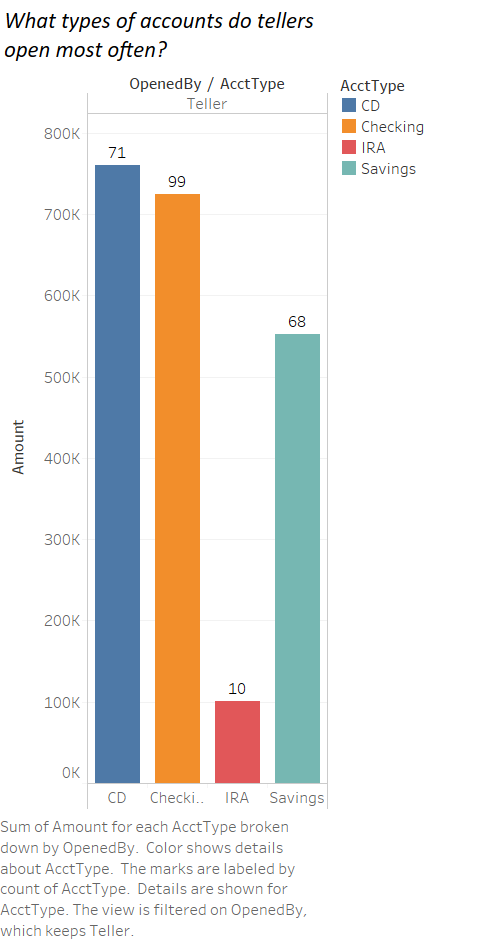 What types of accounts do tellers
open most often?
OpenedBy / AcctType
Teller
AcctType
CD
Checking
IRA
Savings
800K
700K
600K
500K
400K
300K
200K
100K
0K
Amount
71
99
10
68
CD
Checki..
IRA
Savings
Sum of Amount for each AcctType broken
down by OpenedBy.  Color shows details
about AcctType.  The marks are labeled by
count of AcctType.  Details are shown for
AcctType. The view is filtered on OpenedBy,
which keeps Teller.